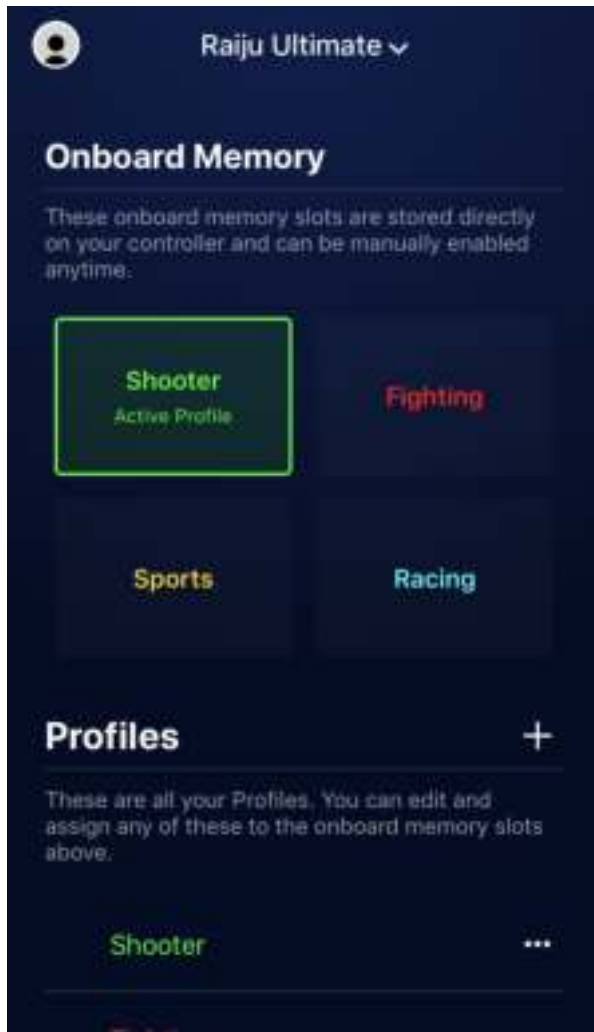 Raiju Ultimate
Onboard Memory
These onboard memory slots are stored directly
on your controller and can be manually enabled
anytime.
Shooter
Active Profile
Fighting
Sports
Racing
Profiles
These are all your Profiles. You can edit and
assign any of these to the onboard memory slots
above.
Shooter